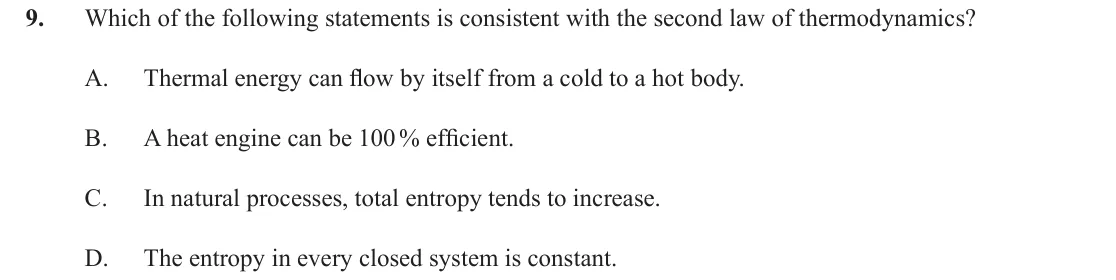 9. Which of the following statements is consistent with the second law of thermodynamics?
A. Thermal energy can flow by itself from a cold to a hot body.
B. A heat engine can be 100% efficient.
C. In natural processes, total entropy tends to increase.
D. The entropy in every closed system is constant.